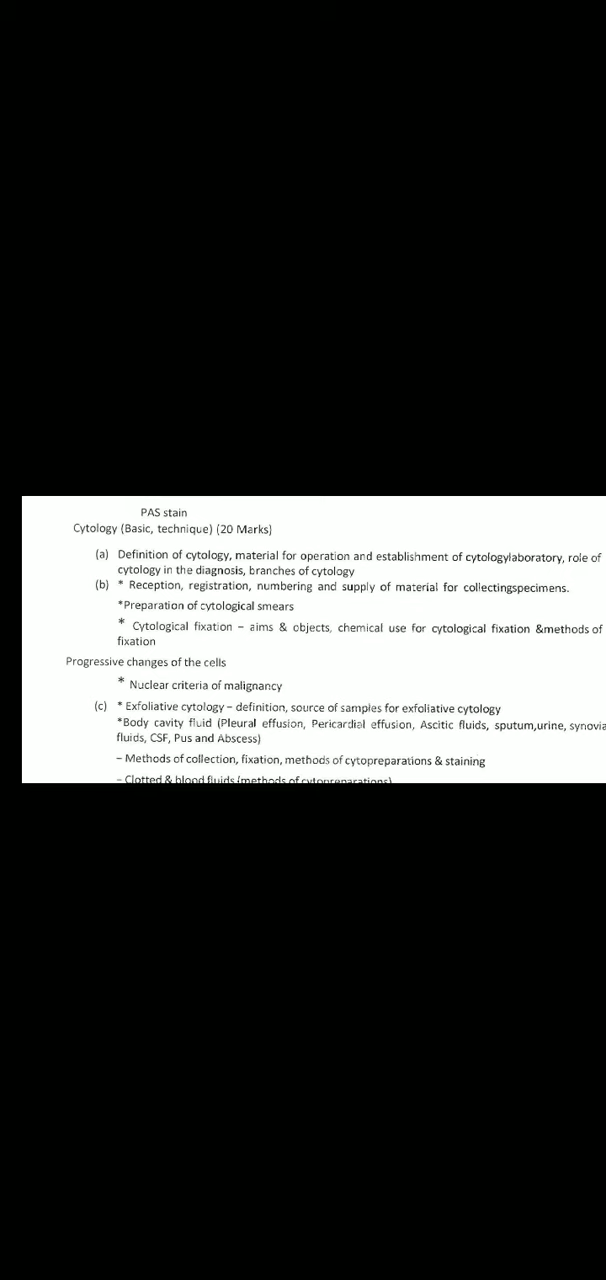 PAS stain
Cytology (Basic, technique) (20 Marks)
(a) Definition of cytology, material for operation and establishment of cytologylaboratory, role of
cytology in the diagnosis, branches of cytology
(b) * Reception, registration, numbering and supply of material for collectingspecimens.
*Preparation of cytological smears
* Cytological fixation – aims & objects, chemical use for cytological fixation &methods of
fixation
Progressive changes of the cells
* Nuclear criteria of malignancy
(c) * Exfoliative cytology – definition, source of samples for exfoliative cytology
*Body cavity fluid (Pleural effusion, Pericardial effusion, Ascitic fluids, sputum,urine, synovia
fluids, CSF, Pus and Abscess)
– Methods of collection, fixation, methods of cytopreparations & staining
– Clotted & blood fluids (methods of cytopreparations)